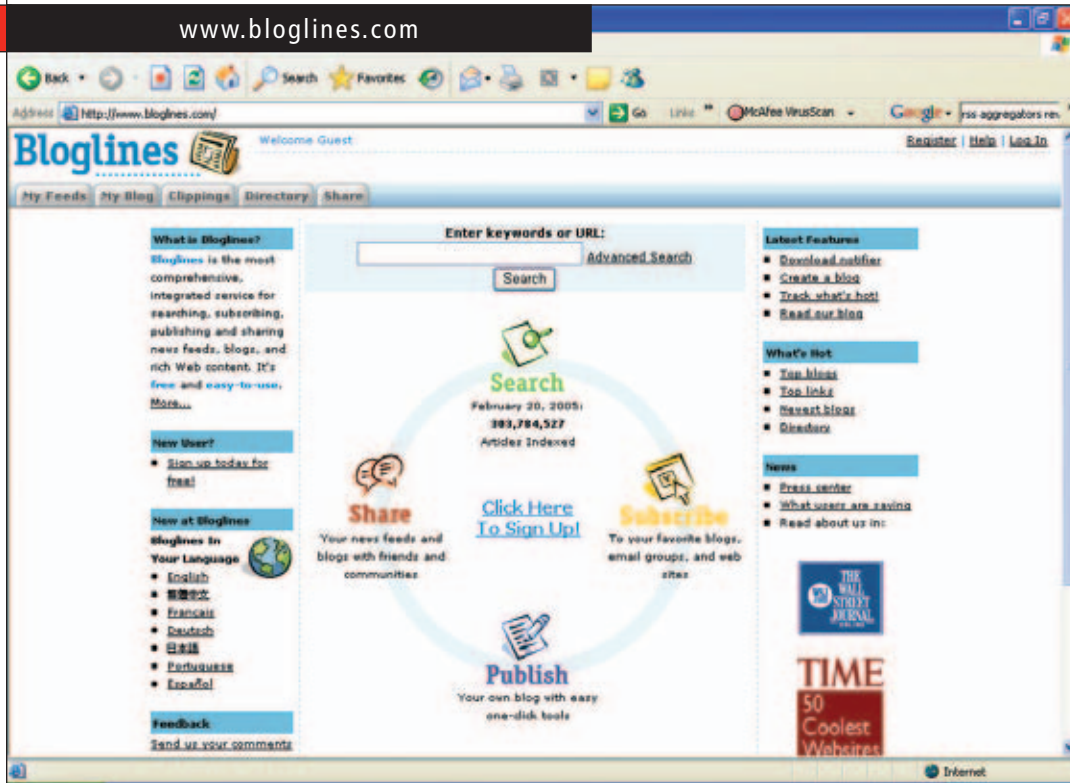 www.bloglines.com
Back Search Favorites
Address http://www.bloglines.com/ Go Links » McAfee VirusScan Google rss aggregators rev
Bloglines
Welcome Guest
Register | Help | Log In
My Feeds My Blog Clippings Directory Share
What is Bloglines?
Bloglines is the most
comprehensive,
integrated service for
searching, subscribing,
publishing and sharing
news feeds, blogs, and
rich Web content. It's
free and easy-to-use.
More...
New User?
Sign up today for
free!
New at Bloglines
Bloglines In
Your Language
English
繁體中文
Francais
Deutsch
日本語
Portuguese
Español
Feedback
Send us your comments
Enter keywords or URL:
Advanced Search
Search
Search
February 20, 2005:
303,784,527
Articles Indexed
Share
Your news feeds and
blogs with friends and
communities
Click Here
To Sign Up!
Subscribe
To your favorite blogs,
email groups, and web
sites
Publish
Your own blog with easy
one-click tools
Latest Features
Download notifier
Create a blog
Track what's hot!
Read our blog
What's Hot
Top blogs
Top links
Newest blogs
Directory
News
Press center
What users are saying
Read about us in:
THE
WALL
STREET
JOURNAL
TIME
50
Coolest
Websites
Internet